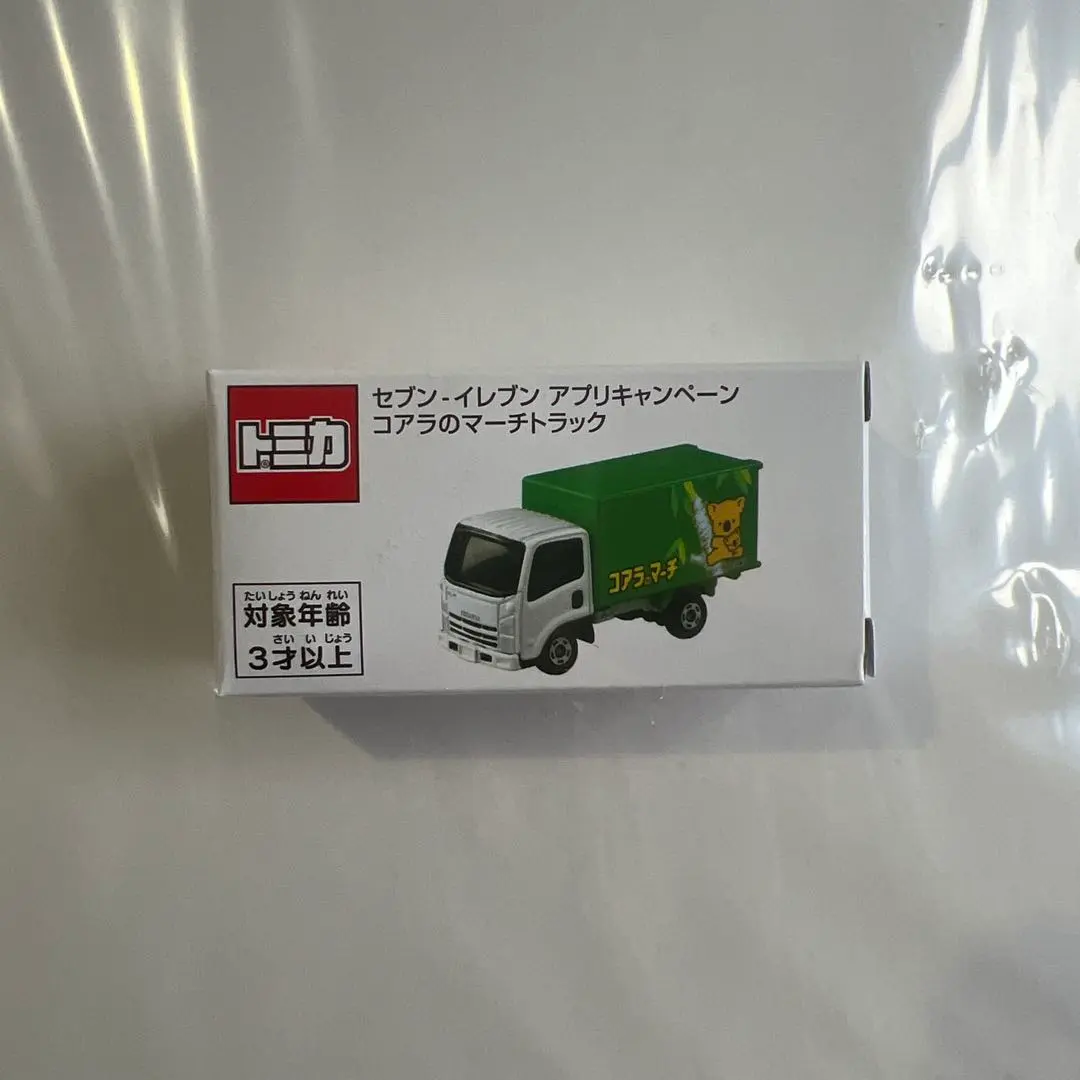 トミカ
セブン-イレブン アプリキャンペーン
コアラのマーチトラック
コアラのマーチ
たいしょうねんれい
対象年齢
さいいじょう
3才以上